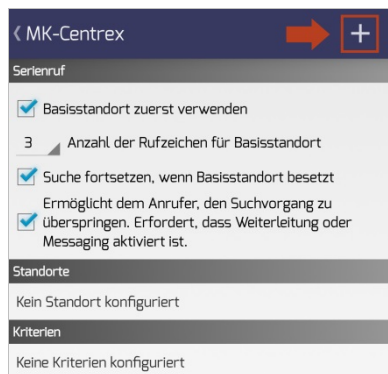 MK-Centrex
Serienruf
Basisstandort zuerst verwenden
3 Anzahl der Rufzeichen für Basisstandort
Suche fortsetzen, wenn Basisstandort besetzt
Ermöglicht dem Anrufer, den Suchvorgang zu
überspringen. Erfordert, dass Weiterleitung oder
Messaging aktiviert ist.
Standorte
Kein Standort konfiguriert
Kriterien
Keine Kriterien konfiguriert